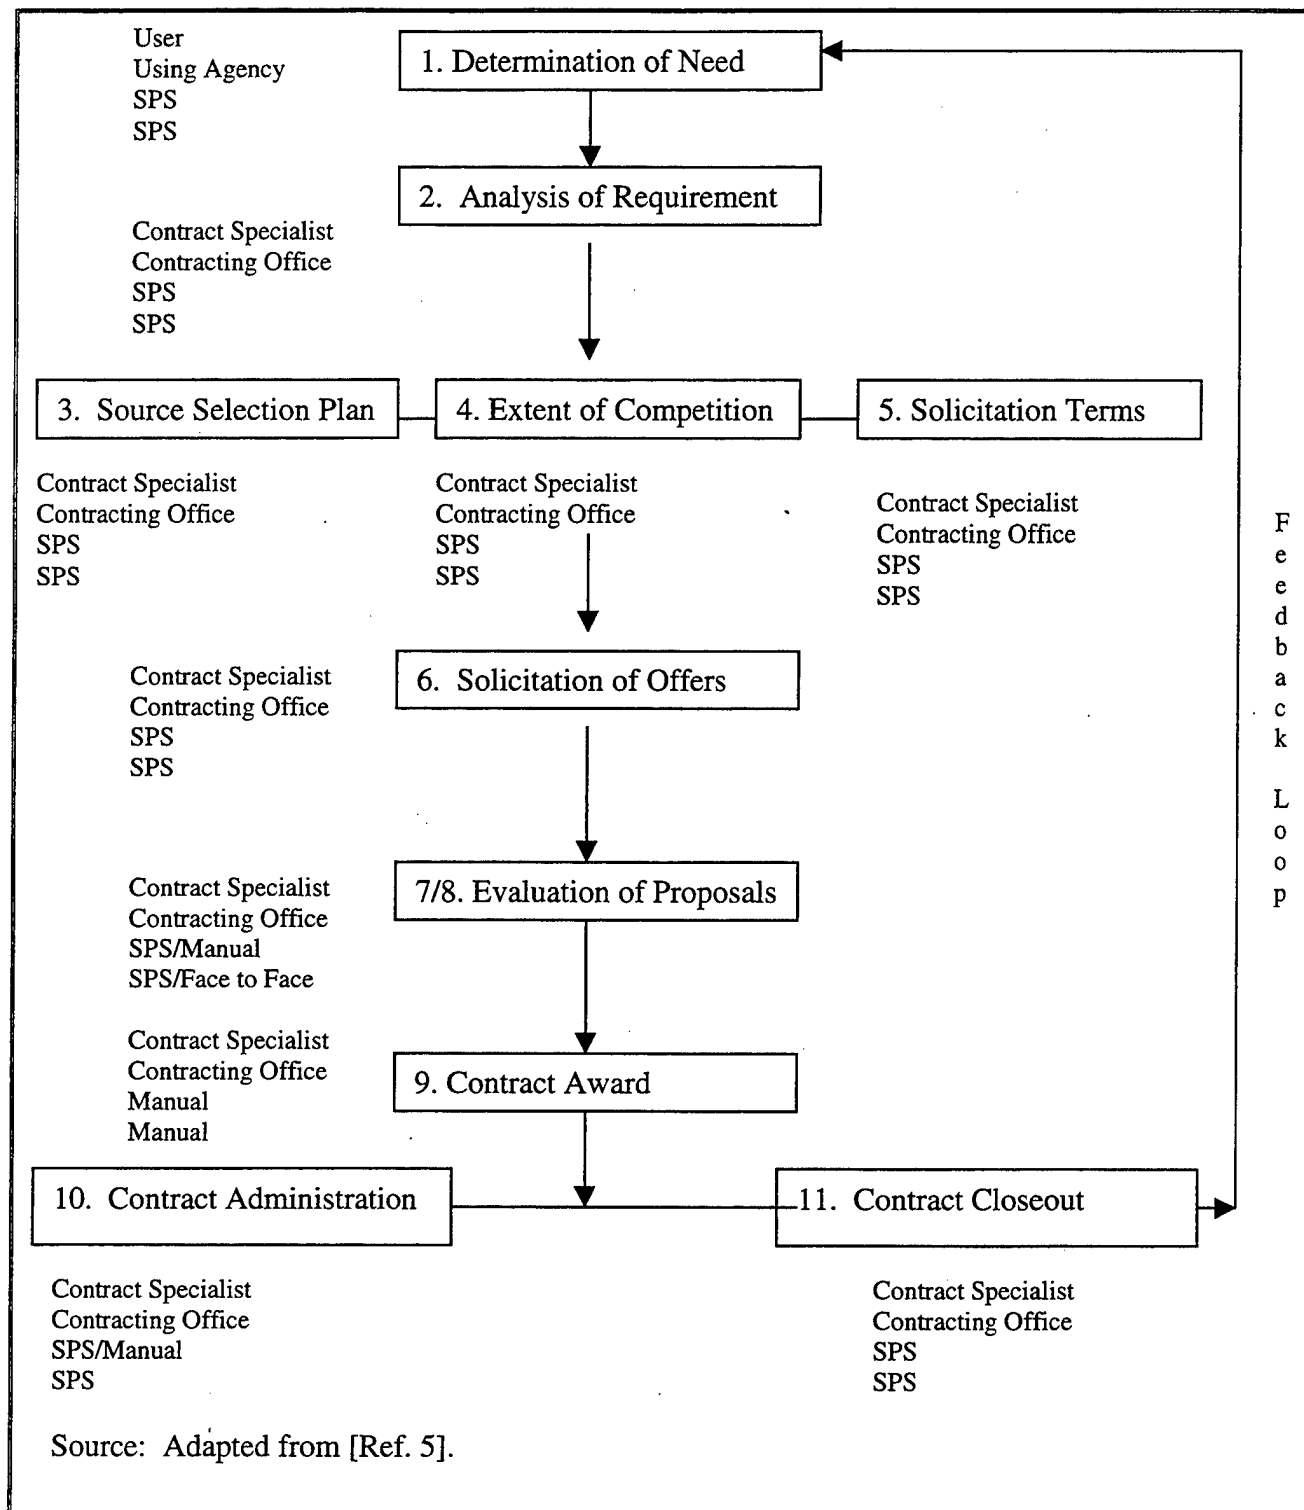 User
Using Agency
SPS
SPS
1. Determination of Need
2. Analysis of Requirement
Contract Specialist
Contracting Office
SPS
SPS
3. Source Selection Plan
4. Extent of Competition
5. Solicitation Terms
Contract Specialist
Contracting Office
SPS
SPS
Contract Specialist
Contracting Office
SPS
SPS
Contract Specialist
Contracting Office
SPS
SPS
Feedback Loop
6. Solicitation of Offers
Contract Specialist
Contracting Office
SPS
SPS
7/8. Evaluation of Proposals
Contract Specialist
Contracting Office
SPS/Manual
SPS/Face to Face
Contract Specialist
Contracting Office
Manual
Manual
9. Contract Award
10. Contract Administration
11. Contract Closeout
Contract Specialist
Contracting Office
SPS/Manual
SPS
Contract Specialist
Contracting Office
SPS
SPS
Source: Adapted from [Ref. 5].